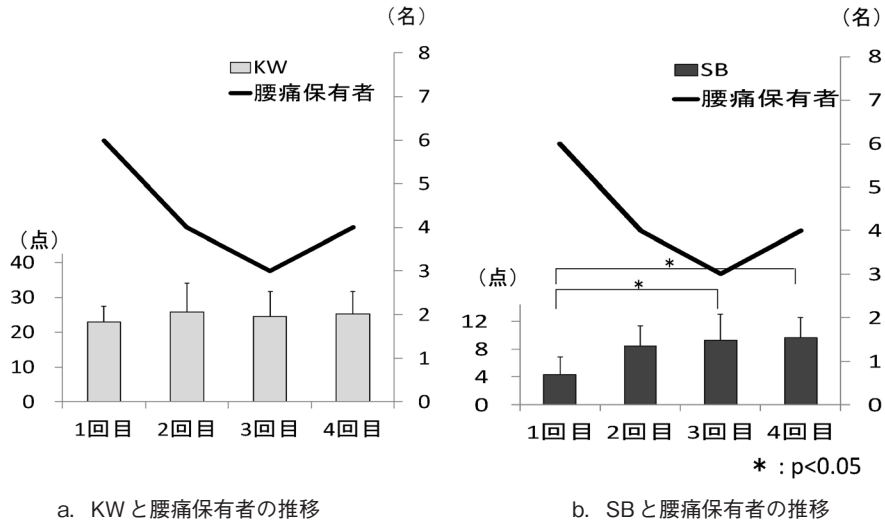 (名)
8
KW
腰痛保有者
7
6
5
4
(点)
40
3
30
2
20
1
10
0
0
1回目 2回目 3回目 4回目
a. KWと腰痛保有者の推移
(名)
8
SB
腰痛保有者
7
6
5
4
*
(点)
3
*
12
2
8
1
4
0
0
1回目 2回目 3回目 4回目
* : p<0.05
b. SBと腰痛保有者の推移